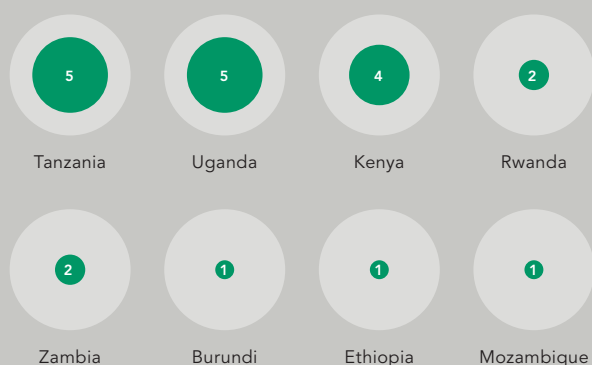 5 5 4 2
Tanzania Uganda Kenya Rwanda
2 1 1 1
Zambia Burundi Ethiopia Mozambique